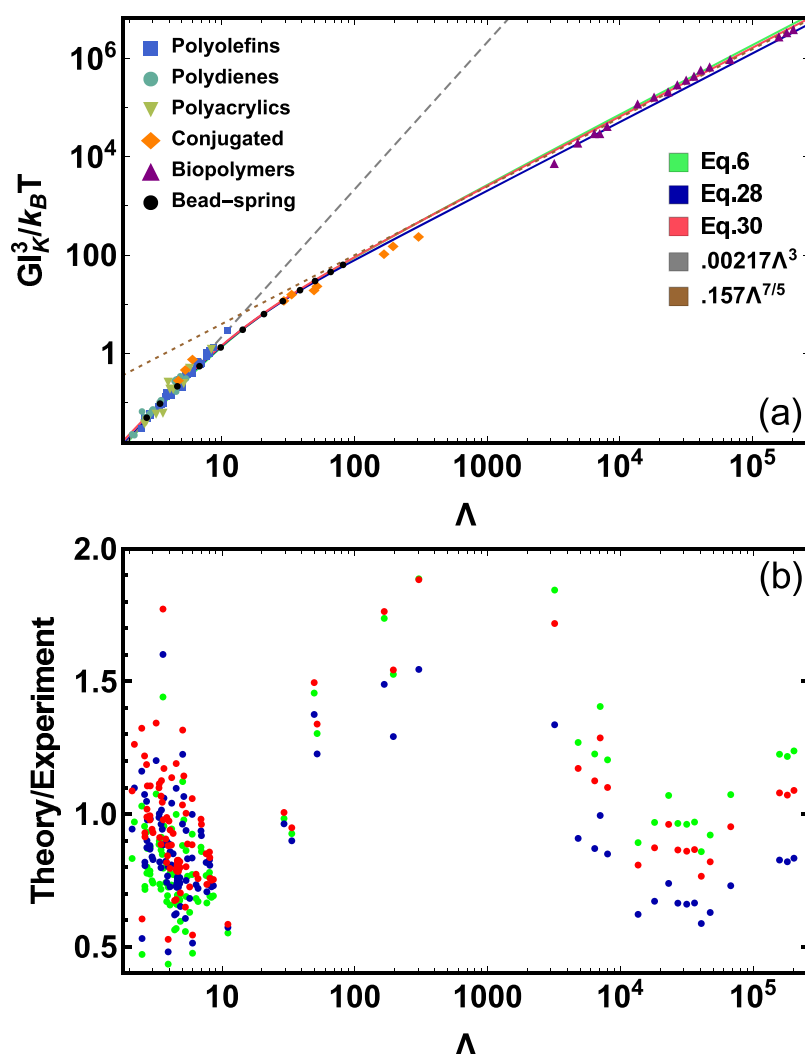 Gl³_K/k_BT
10⁶
10⁴
100
1
Polyolefins
Polydienes
Polyacrylics
Conjugated
Biopolymers
Bead–spring
Eq.6
Eq.28
Eq.30
.00217Λ³
.157Λ^7/5
(a)
10 100 1000 10⁴ 10⁵
Λ
Theory/Experiment
2.0
1.5
1.0
0.5
(b)
10 100 1000 10⁴ 10⁵
Λ